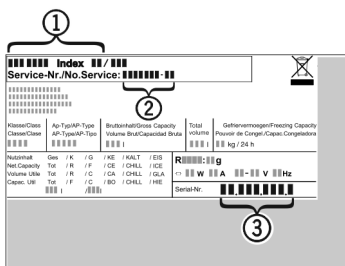 1
Index /
Service-Nr./No.Service: -
2
Klasse/Class Ap-Typ/AP-Type Bruttoinhalt/Gross Capacity Total Gefriervermoegen/Freezing Capacity
Classe/Clase AP-Type/AP-Tipo Volume Brut/Capacidad Bruta volume Pouvoir de Congel./Capac.Congeladora
l l kg / 24 h
Nutzinhalt Ges / K / G / KE / KALT / EIS
Net.Capacity Tot / R / F / CE / CHILL / ICE
Volume Utile Tot / R / C / CA / CHILL / GLA
Capac. Util Tot / F / C / BO / CHILL / HIE
l / l
R : g
W A - V Hz
Serial-Nr. . . .
3